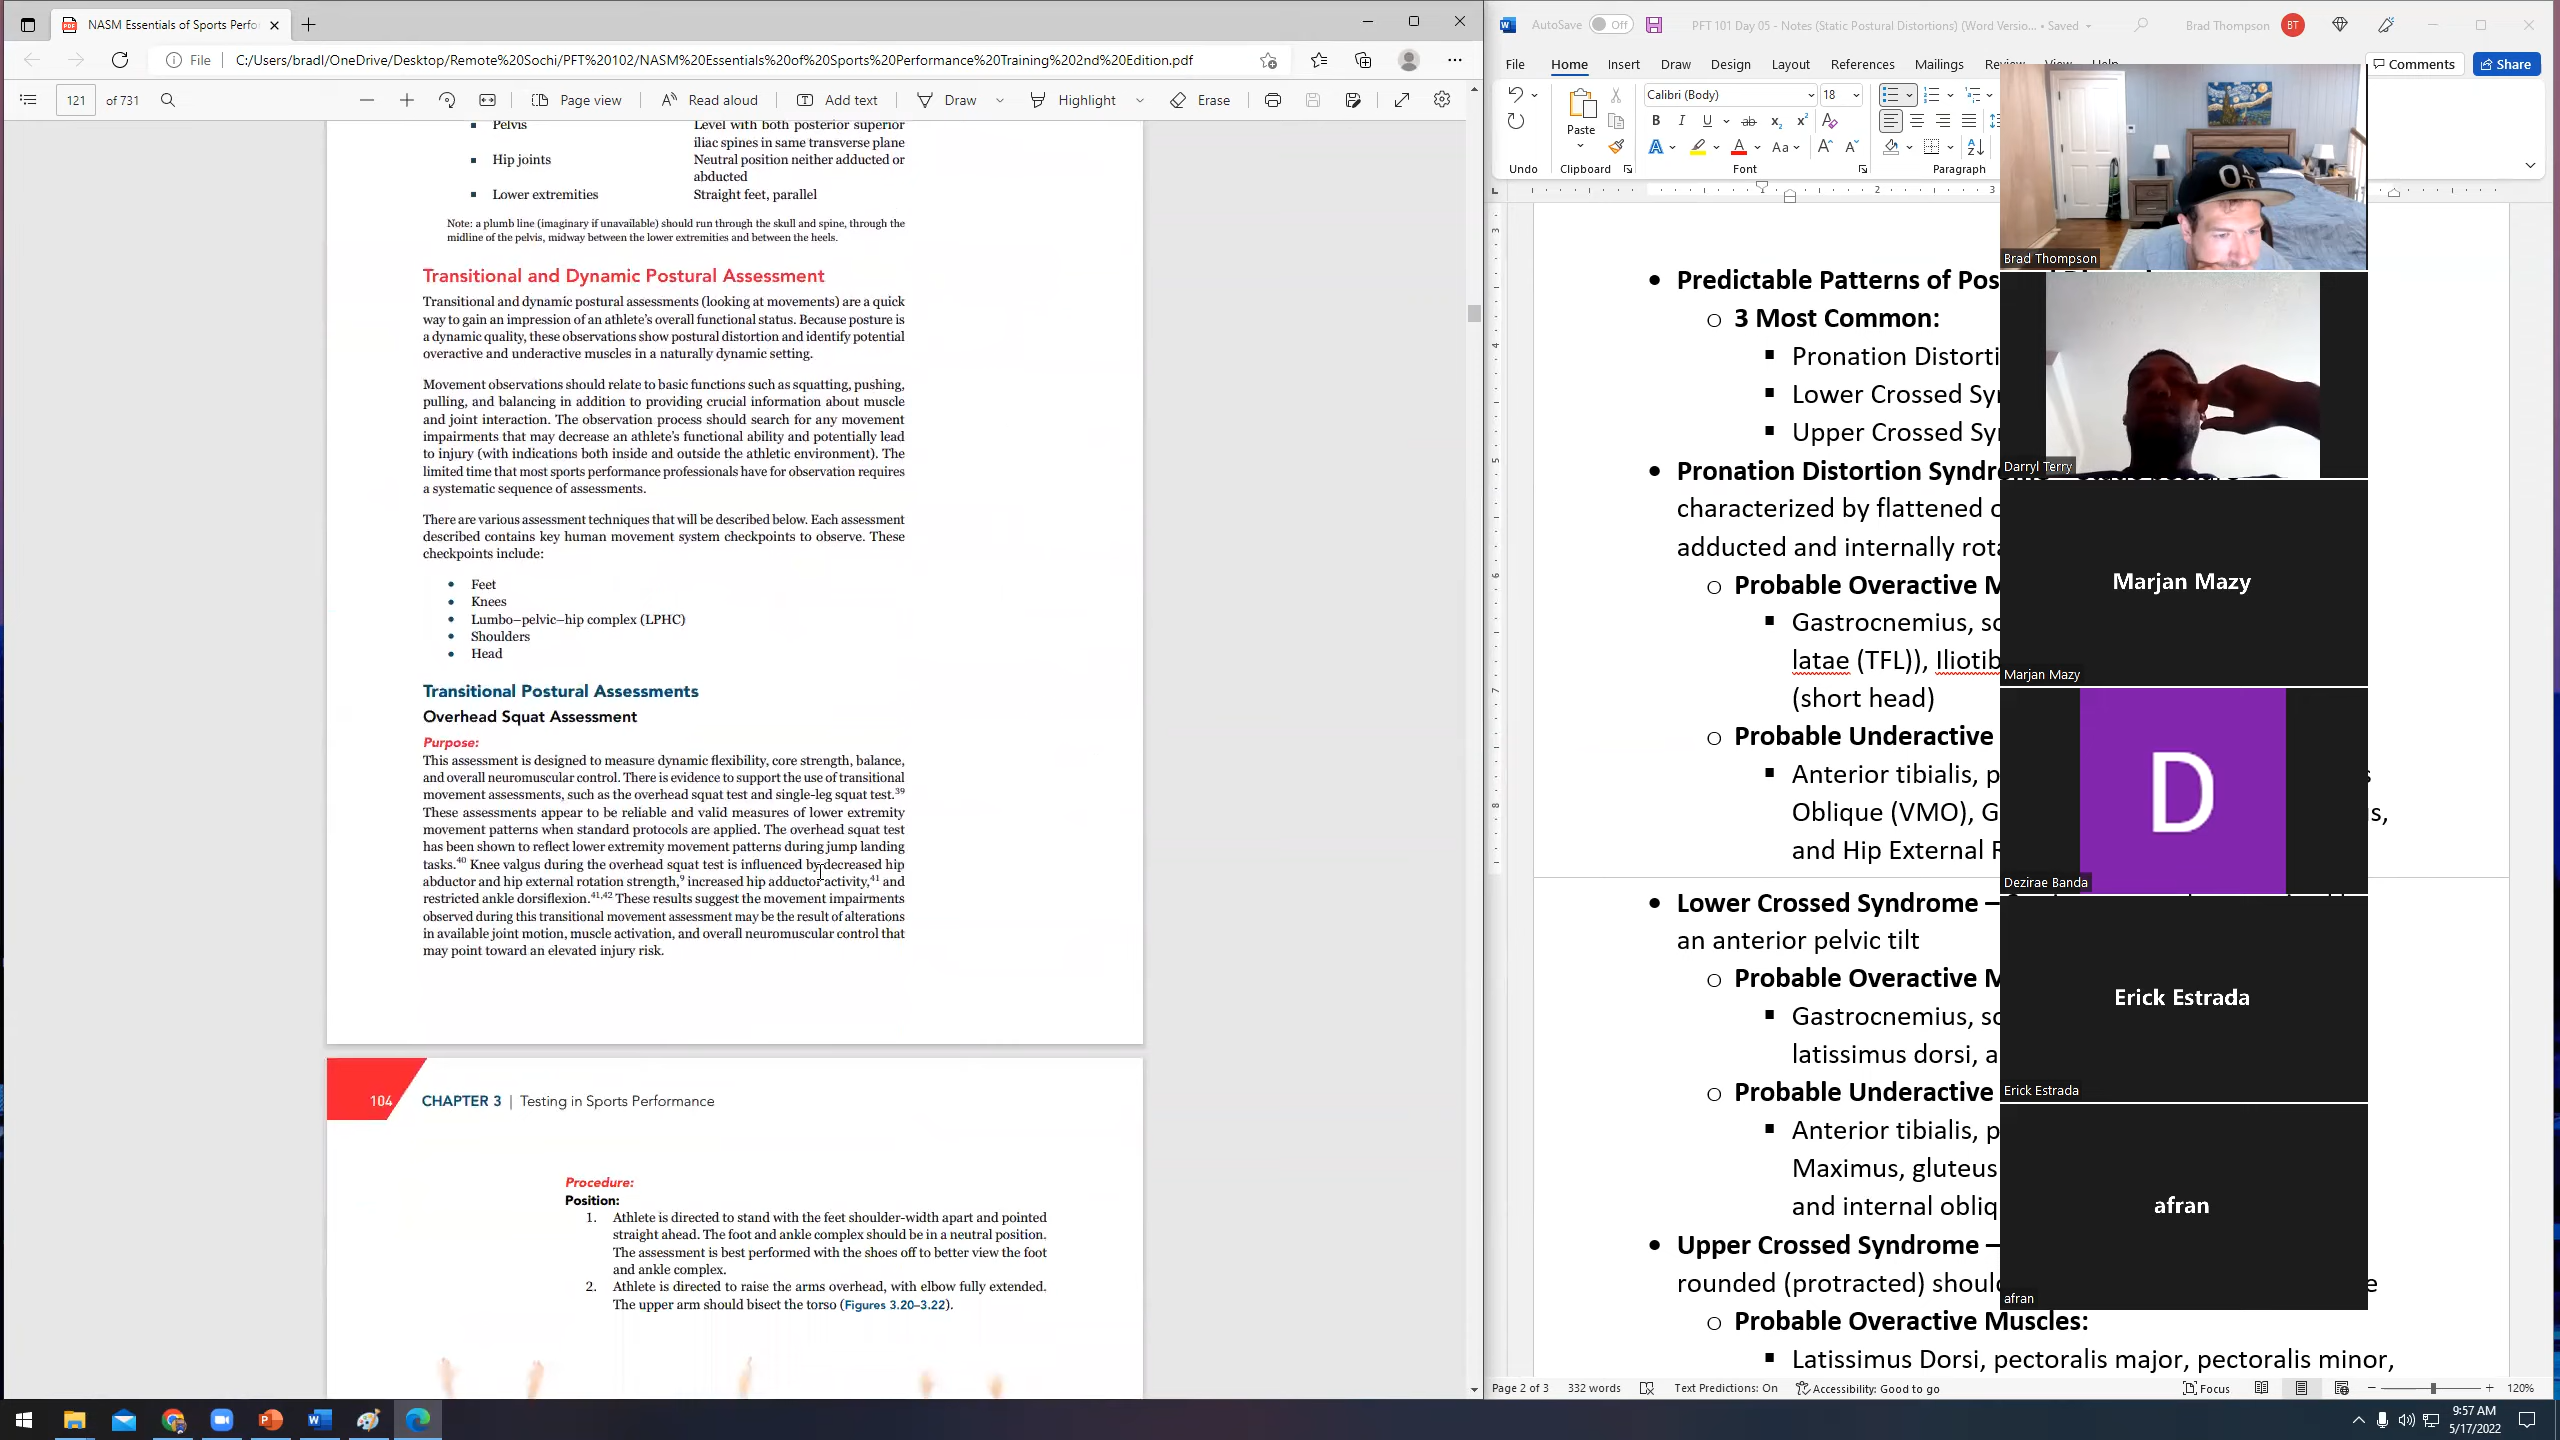 NASM Essentials of Sports Perfo
File
C:/Users/bradl/OneDrive/Desktop/Remote%20Sochi/PFT%20102/NASM%20Essentials%20of%20Sports%20Performance%20Training%202nd%20Edition.pdf
121 of 731
Page view
Read aloud
Add text
Draw
Highlight
Erase
▪ Pelvis Level with both posterior superior
iliac spines in same transverse plane
▪ Hip joints Neutral position neither adducted or
abducted
▪ Lower extremities Straight feet, parallel
Note: a plumb line (imaginary if unavailable) should run through the skull and spine, through the
midline of the pelvis, midway between the lower extremities and between the heels.
Transitional and Dynamic Postural Assessment
Transitional and dynamic postural assessments (looking at movements) are a quick
way to gain an impression of an athlete's overall functional status. Because posture is
a dynamic quality, these observations show postural distortion and identify potential
overactive and underactive muscles in a naturally dynamic setting.
Movement observations should relate to basic functions such as squatting, pushing,
pulling, and balancing in addition to providing crucial information about muscle
and joint interaction. The observation process should search for any movement
impairments that may decrease an athlete's functional ability and potentially lead
to injury (with indications both inside and outside the athletic environment). The
limited time that most sports performance professionals have for observation requires
a systematic sequence of assessments.
There are various assessment techniques that will be described below. Each assessment
described contains key human movement system checkpoints to observe. These
checkpoints include:
• Feet
• Knees
• Lumbo–pelvic–hip complex (LPHC)
• Shoulders
• Head
Transitional Postural Assessments
Overhead Squat Assessment
Purpose:
This assessment is designed to measure dynamic flexibility, core strength, balance,
and overall neuromuscular control. There is evidence to support the use of transitional
movement assessments, such as the overhead squat test and single-leg squat test.39
These assessments appear to be reliable and valid measures of lower extremity
movement patterns when standard protocols are applied. The overhead squat test
has been shown to reflect lower extremity movement patterns during jump landing
tasks.40 Knee valgus during the overhead squat test is influenced by decreased hip
abductor and hip external rotation strength,9 increased hip adductor activity,41 and
restricted ankle dorsiflexion.41,42 These results suggest the movement impairments
observed during this transitional movement assessment may be the result of alterations
in available joint motion, muscle activation, and overall neuromuscular control that
may point toward an elevated injury risk.
104 CHAPTER 3 | Testing in Sports Performance
Procedure:
Position:
1. Athlete is directed to stand with the feet shoulder-width apart and pointed
straight ahead. The foot and ankle complex should be in a neutral position.
The assessment is best performed with the shoes off to better view the foot
and ankle complex.
2. Athlete is directed to raise the arms overhead, with elbow fully extended.
The upper arm should bisect the torso (Figures 3.20–3.22).
AutoSave Off
PFT 101 Day 05 - Notes (Static Postural Distortions) (Word Versio... • Saved
Brad Thompson BT
File Home Insert Draw Design Layout References Mailings
Comments Share
Calibri (Body) 18
Paste
Undo Clipboard Font Paragraph
2 3
• Predictable Patterns of
o 3 Most Common:
▪ Pronation
▪ Lower Crossed
▪ Upper Crossed
• Pronation Distortion
characterized by flattened
adducted and internally
o Probable Overactive
▪ Gastrocnemius,
latae (TFL)),
(short head)
o Probable Underactive
▪ Anterior tibialis,
Oblique (VMO),
and Hip External
• Lower Crossed Syndrome –
an anterior pelvic tilt
o Probable Overactive
▪ Gastrocnemius,
latissimus dorsi,
o Probable Underactive
▪ Anterior tibialis,
Maximus, gluteus
and internal
• Upper Crossed Syndrome –
rounded (protracted)
o Probable Overactive Muscles:
▪ Latissimus Dorsi, pectoralis major, pectoralis minor,
Brad Thompson
Darryl Terry
Marjan Mazy
Marjan Mazy
D
Dezirae Banda
Erick Estrada
Erick Estrada
afran
afran
Page 2 of 3 332 words Text Predictions: On Accessibility: Good to go Focus 120%
9:57 AM
5/17/2022